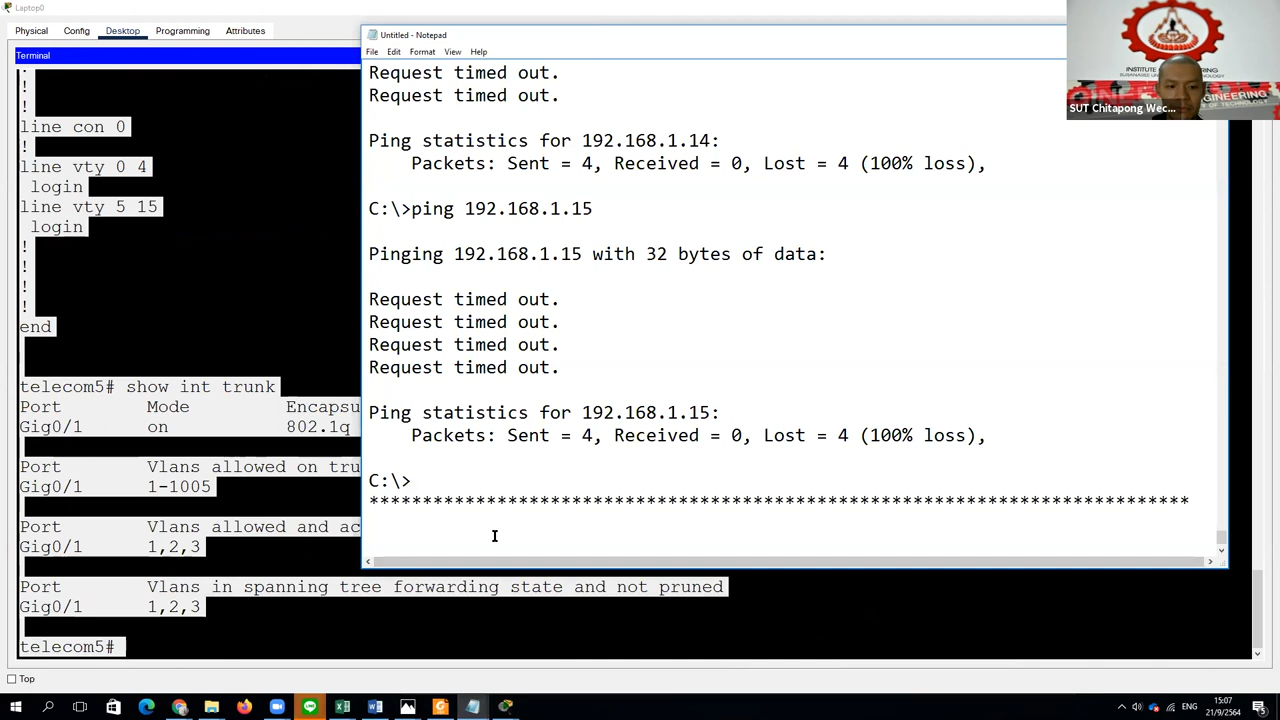 Laptop0
Physical Config Desktop Programming Attributes
Terminal
!
!
!
line con 0
!
line vty 0 4
login
line vty 5 15
login
!
!
!
!
end
telecom5# show int trunk
Port Mode Encapsu
Gig0/1 on 802.1q
Port Vlans allowed on tru
Gig0/1 1-1005
Port Vlans allowed and ac
Gig0/1 1,2,3
Port Vlans in spanning tree forwarding state and not pruned
Gig0/1 1,2,3
telecom5#
Top
Untitled - Notepad
File Edit Format View Help
Request timed out.
Request timed out.
Ping statistics for 192.168.1.14:
Packets: Sent = 4, Received = 0, Lost = 4 (100% loss),
C:\>ping 192.168.1.15
Pinging 192.168.1.15 with 32 bytes of data:
Request timed out.
Request timed out.
Request timed out.
Request timed out.
Ping statistics for 192.168.1.15:
Packets: Sent = 4, Received = 0, Lost = 4 (100% loss),
C:\>
*****************************************************************************
INSTITUTE
ENGINEERING
SUT Chitapong Wec...
ENG
15:07
21/9/2564